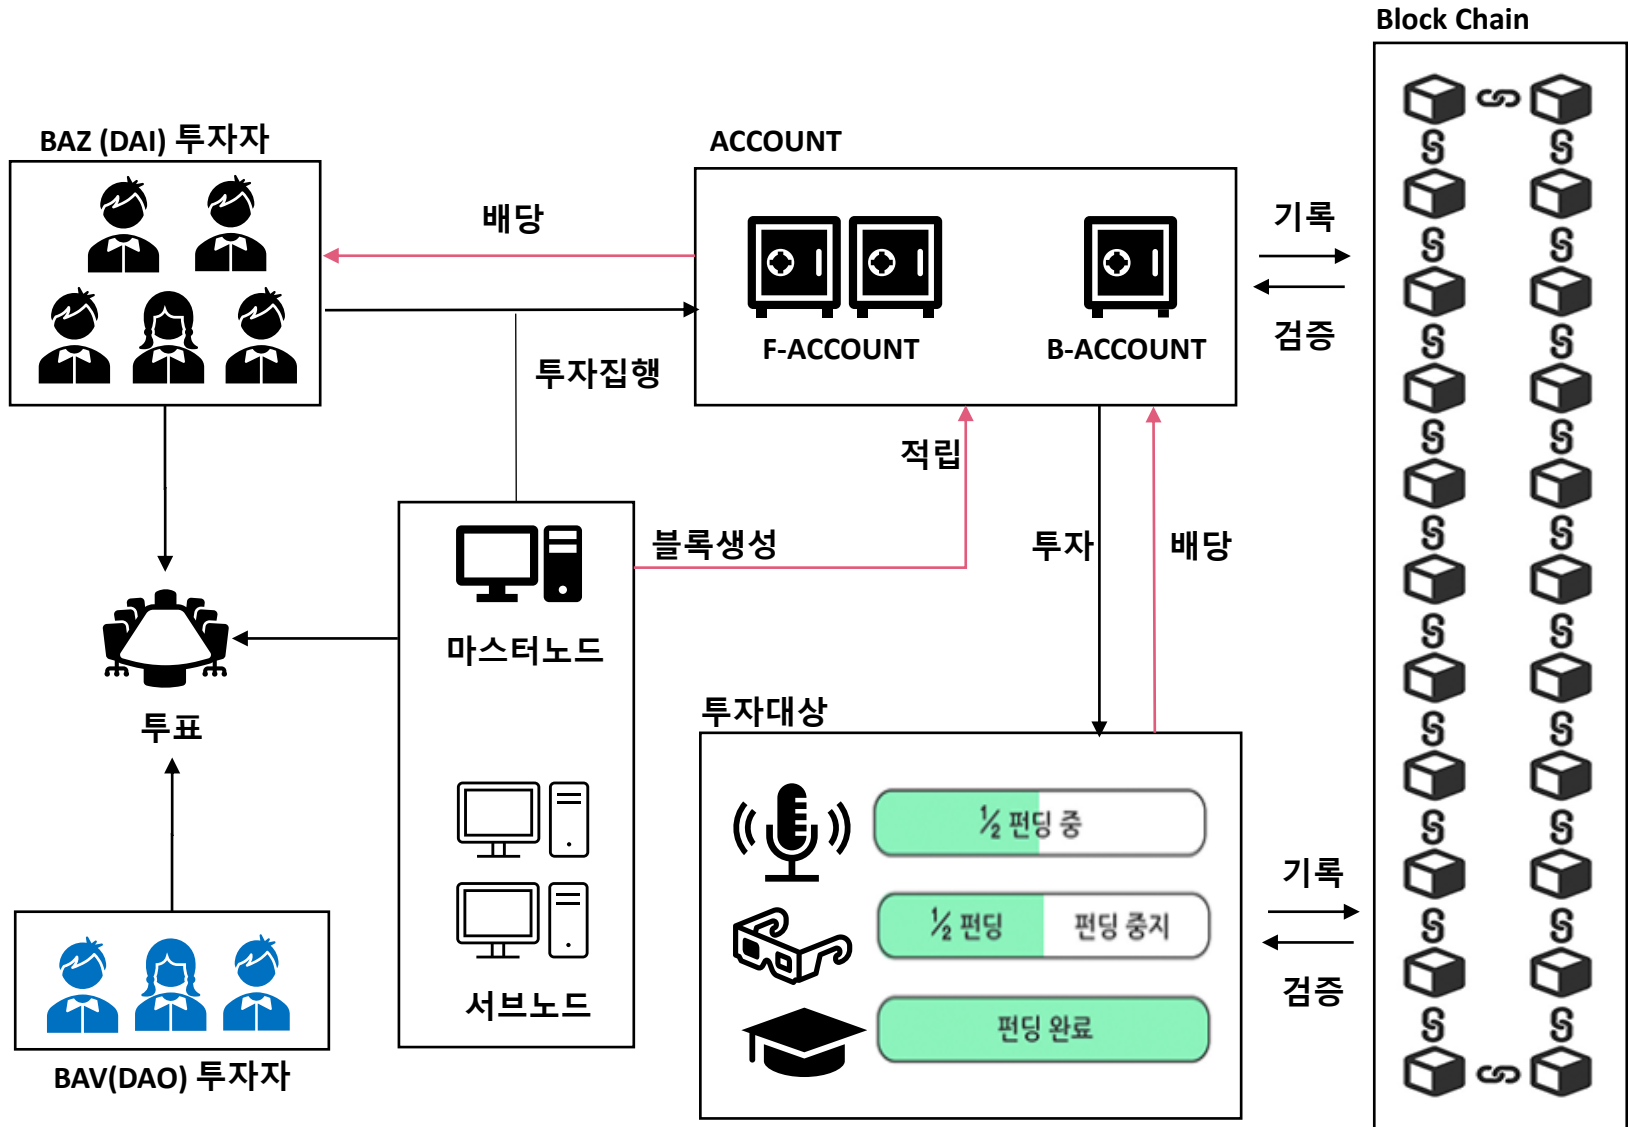 Block Chain
BAZ (DAI) 투자자
ACCOUNT
배당
기록
F-ACCOUNT
B-ACCOUNT
검증
투자집행
적립
블록생성
투자
배당
마스터노드
투자대상
투표
½ 펀딩 중
기록
½ 펀딩
펀딩 중지
검증
서브노드
펀딩 완료
BAV(DAO) 투자자